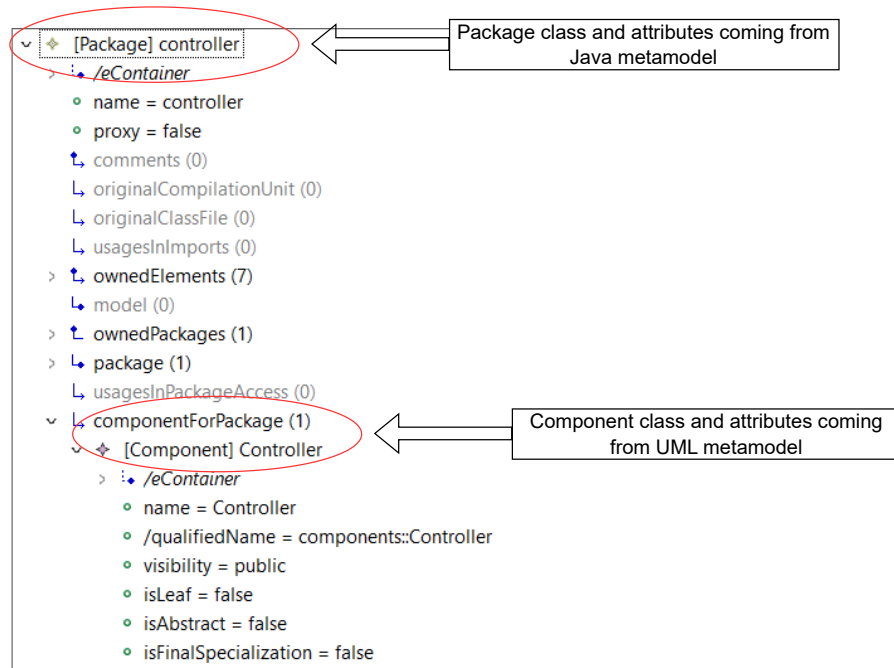 [Package] controller
Package class and attributes coming from
Java metamodel
/eContainer
name = controller
proxy = false
comments (0)
originalCompilationUnit (0)
originalClassFile (0)
usagesInImports (0)
ownedElements (7)
model (0)
ownedPackages (1)
package (1)
usagesInPackageAccess (0)
componentForPackage (1)
Component class and attributes coming
from UML metamodel
[Component] Controller
/eContainer
name = Controller
/qualifiedName = components::Controller
visibility = public
isLeaf = false
isAbstract = false
isFinalSpecialization = false